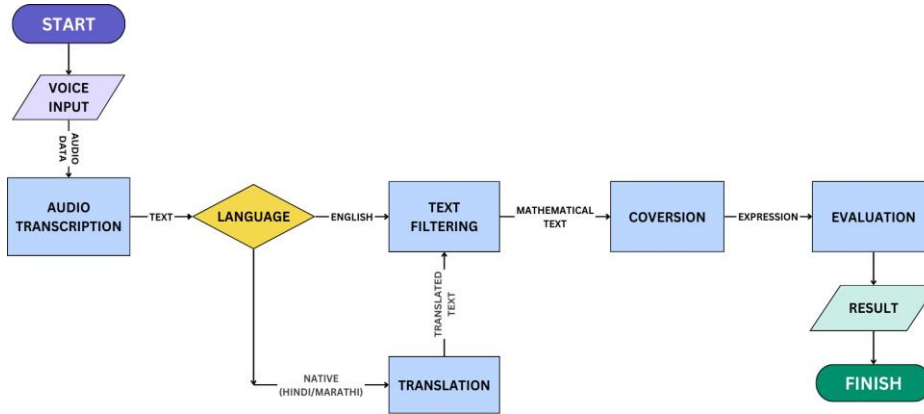 START
VOICE
INPUT
AUDIO
DATA
AUDIO
TRANSCRIPTION
TEXT
LANGUAGE
ENGLISH
TEXT
FILTERING
MATHEMATICAL
TEXT
COVERSION
EXPRESSION
EVALUATION
TRANSLATED
TEXT
NATIVE
(HINDI/MARATHI)
TRANSLATION
RESULT
FINISH